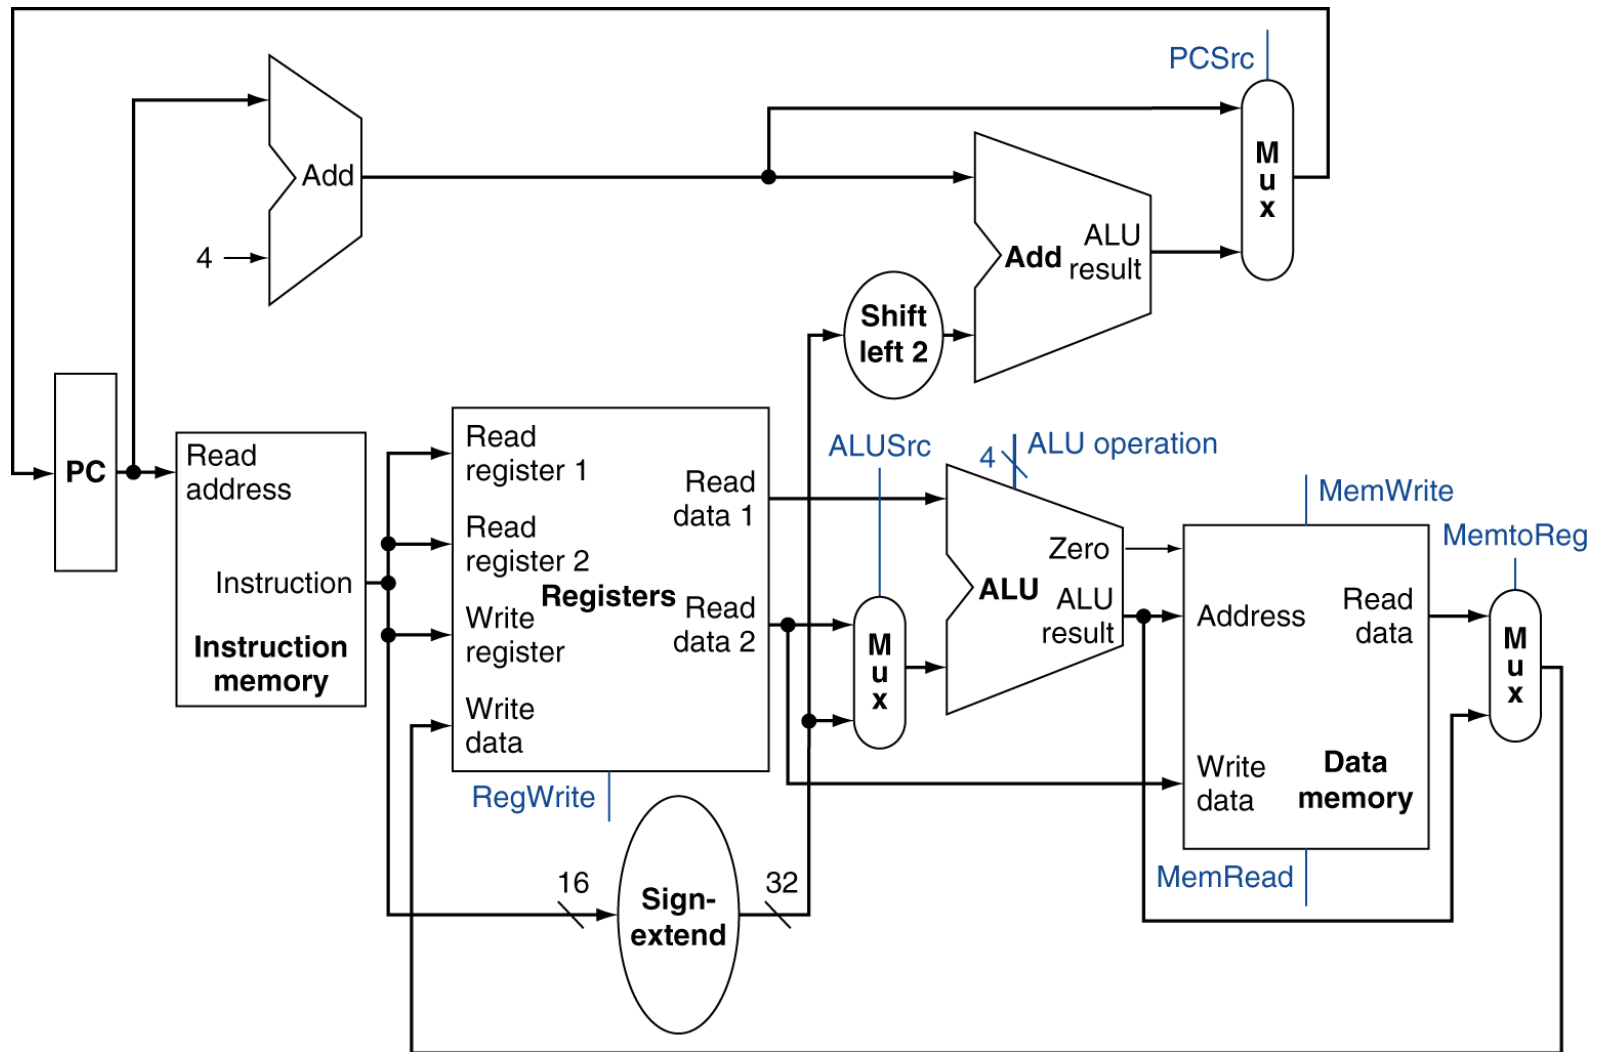 PCSrc
M
u
x
Add
4
ALU
result
Add
Shift
left 2
PC
Read
address
Instruction
Instruction
memory
Read
register 1
Read
register 2
Write
register
Write
data
Registers
Read
data 1
Read
data 2
RegWrite
16
Sign-
extend
32
ALUSrc
M
u
x
4
ALU operation
Zero
ALU
ALU
result
MemWrite
Address
Read
data
Write
data
Data
memory
MemRead
MemtoReg
M
u
x